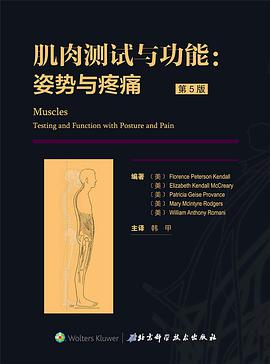 肌肉测试与功能：
姿势与疼痛
第 5 版
Muscles
Testing and Function with Posture and Pain
编著 （美） Florence Peterson Kendall
（美） Elizabeth Kendall McCreary
（美） Patricia Geise Provance
（美） Mary McIntyre Rodgers
（美） William Anthony Romani
主译 韩 甲
Wolters Kluwer
北京科学技术出版社